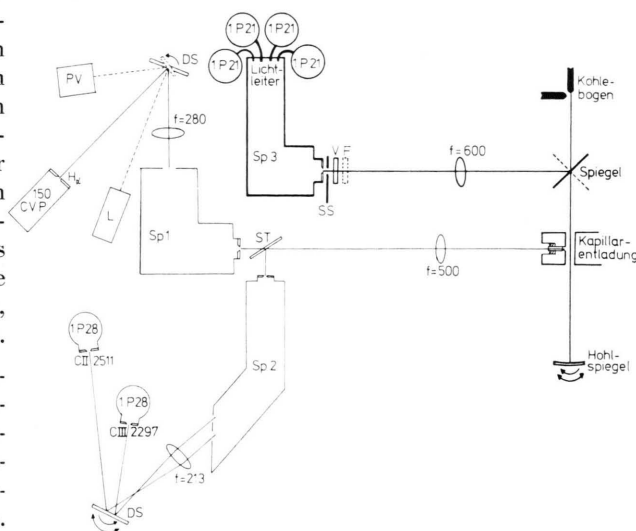 DS
1P21
1P21
1P21
1P21
PV
Licht-
leiter
f=280
Kohle-
bogen
Sp 3
V F
f=600
Spiegel
SS
150
CVP
Hα
L
Sp1
ST
f=500
Kapillar-
entladung
1P28
CII 2511
Sp 2
Hohl-
spiegel
1P28
CIII 2297
f=2*3
DS